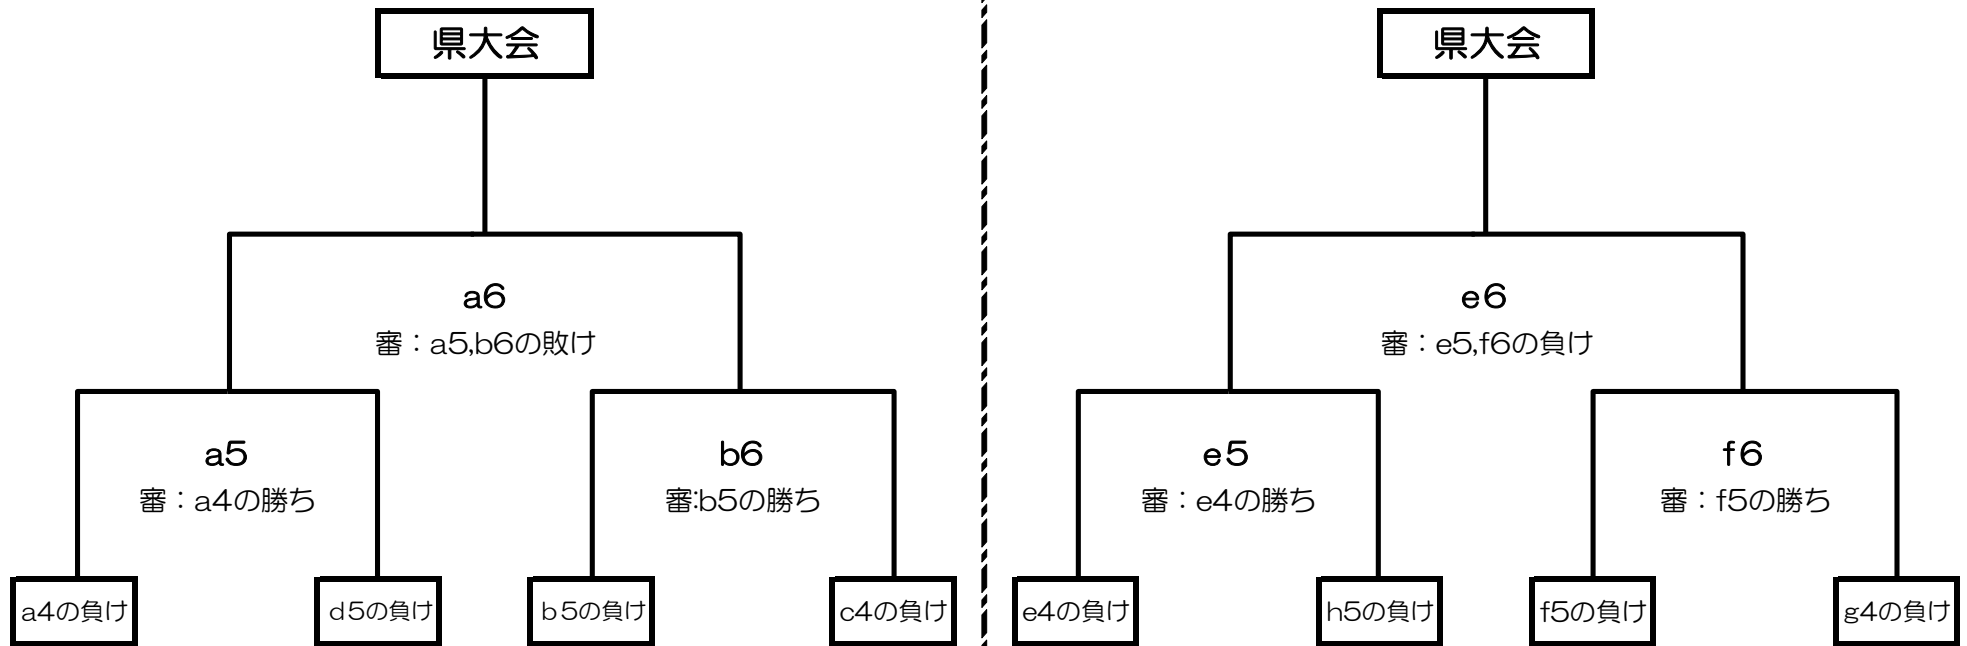 県大会
a6
審：a5,b6の敗け
a5
審：a4の勝ち
b6
審:b5の勝ち
a4の負け
d5の負け
b5の負け
c4の負け
県大会
e6
審：e5,f6の負け
e5
審：e4の勝ち
f6
審：f5の勝ち
e4の負け
h5の負け
f5の負け
g4の負け